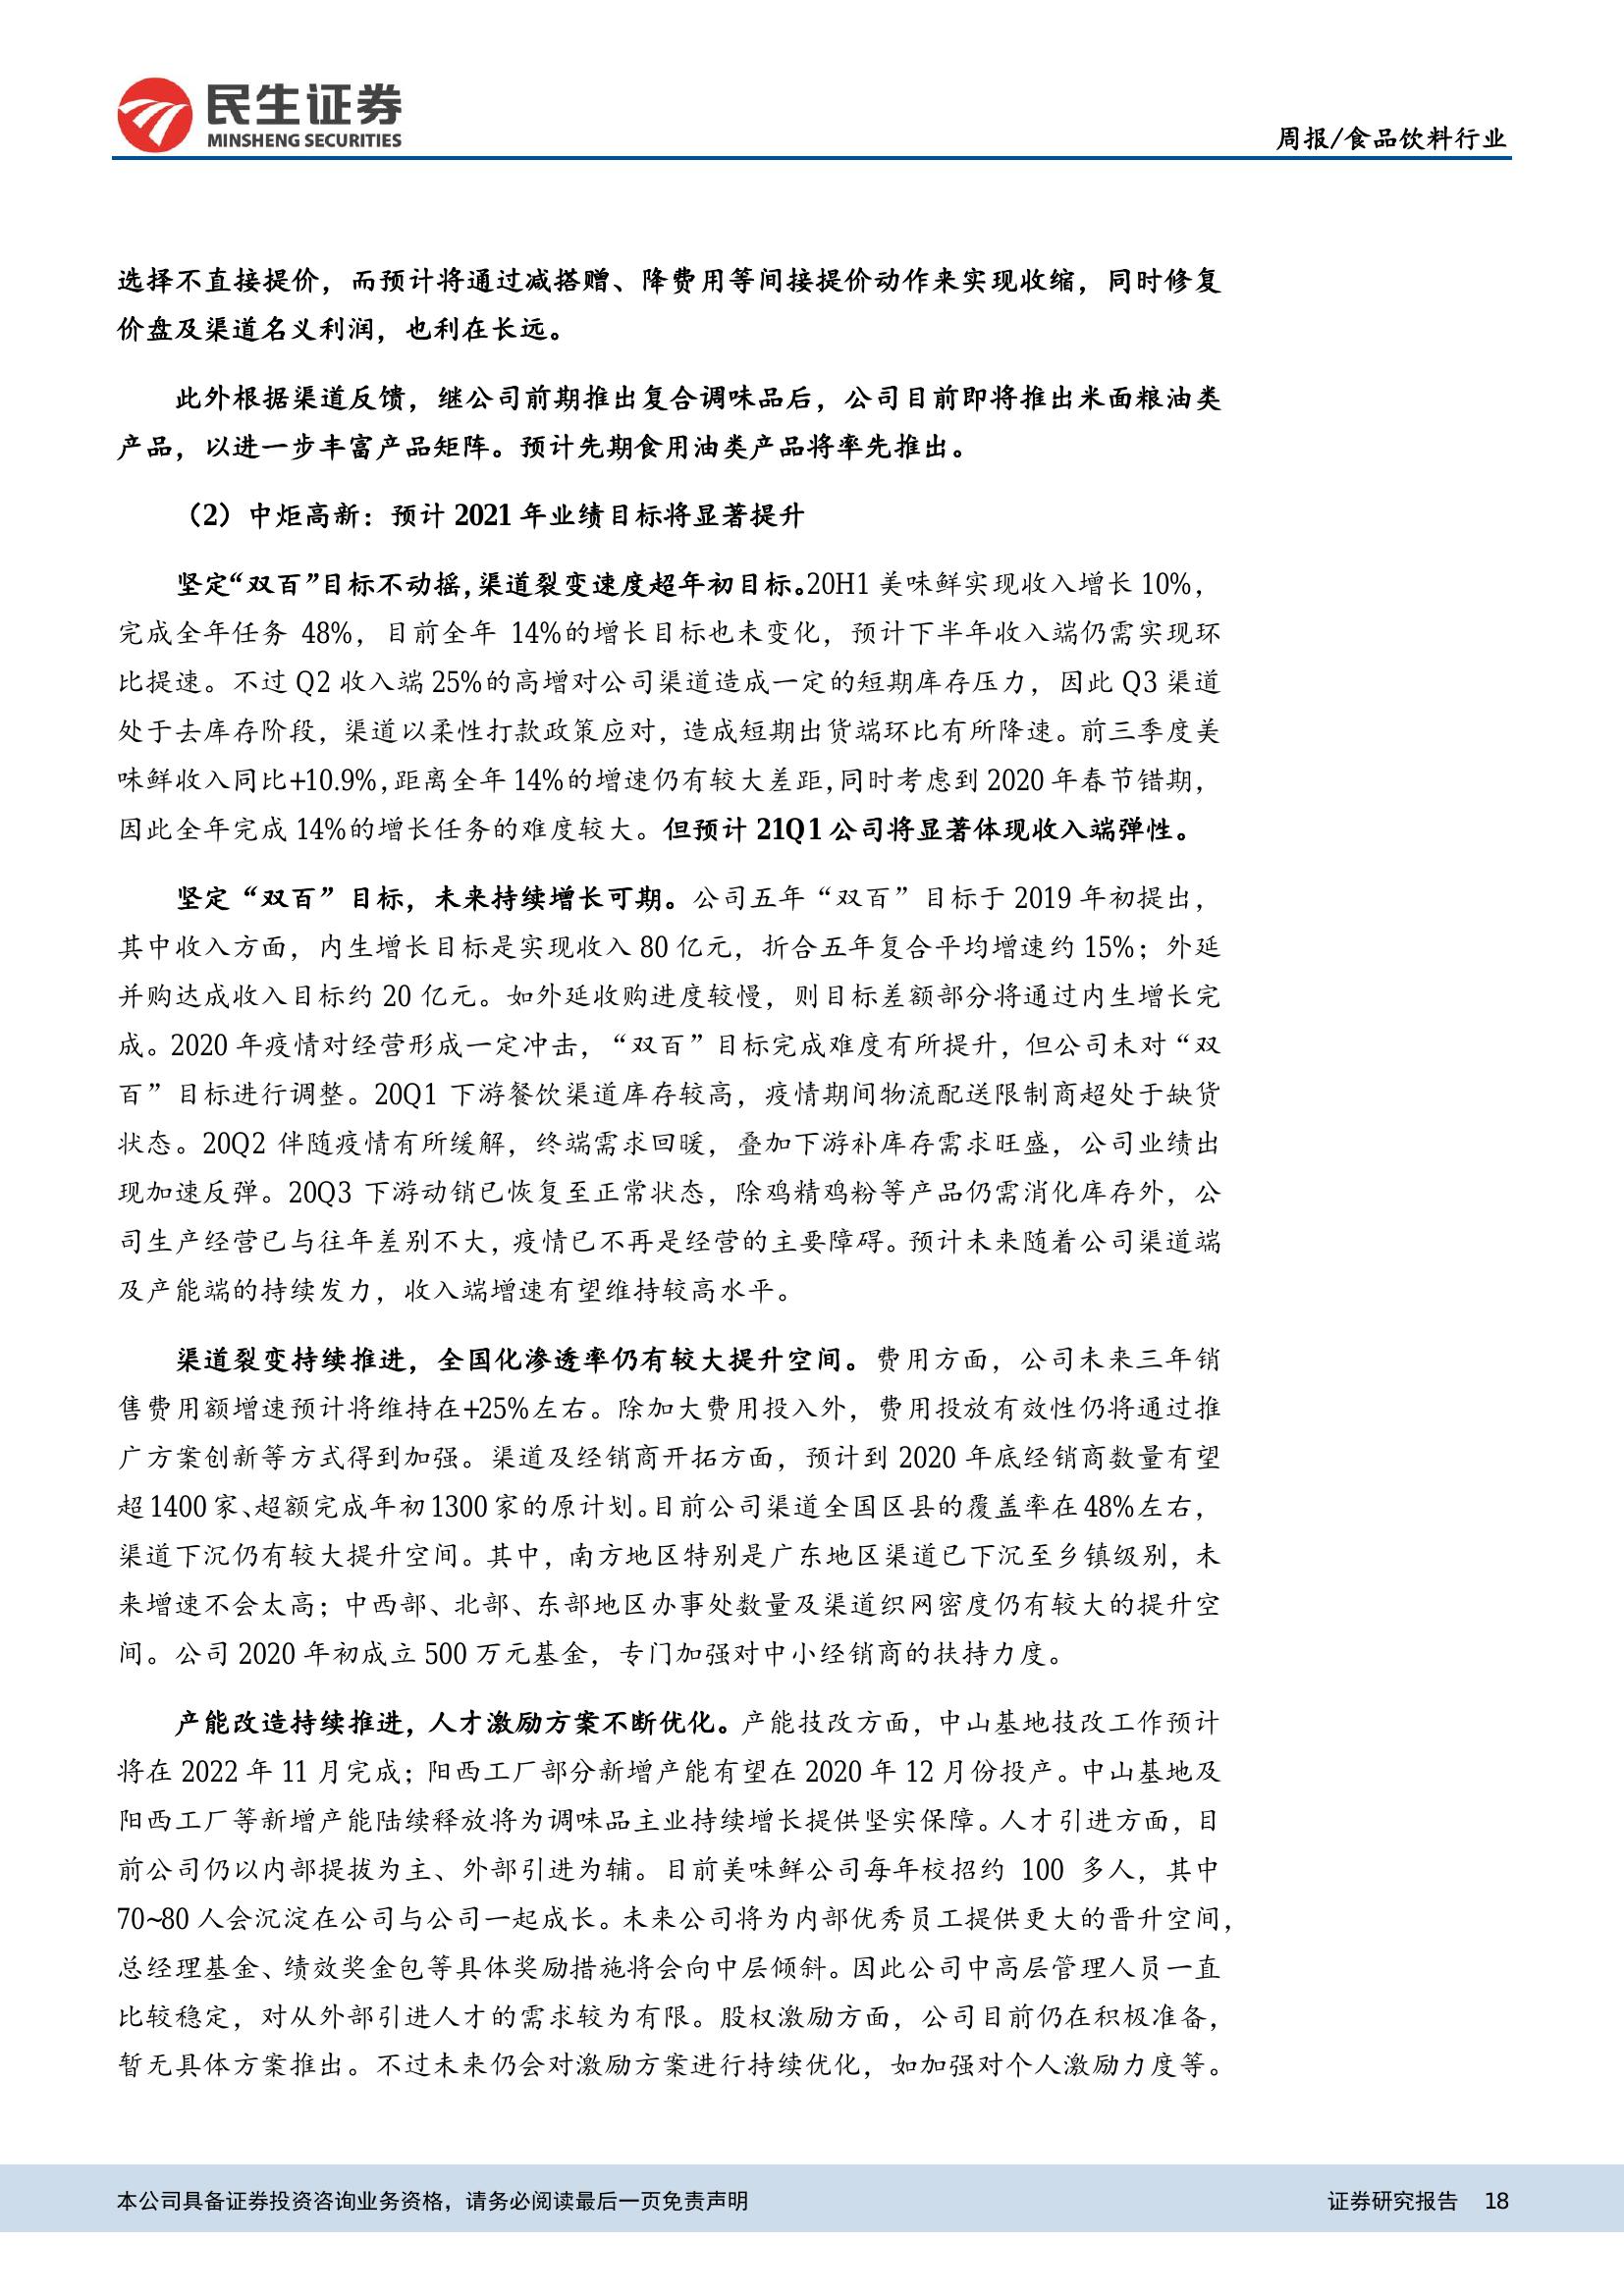 民生证券
MINSHENG SECURITIES
周报/食品饮料行业
选择不直接提价，而预计将通过减搭赠、降费用等间接提价动作来实现收缩，同时修复
价盘及渠道名义利润，也利在长远。
此外根据渠道反馈，继公司前期推出复合调味品后，公司目前即将推出米面粮油类
产品，以进一步丰富产品矩阵。预计先期食用油类产品将率先推出。
（2）中炬高新：预计 2021 年业绩目标将显著提升
坚定“双百”目标不动摇，渠道裂变速度超年初目标。20H1 美味鲜实现收入增长 10%，
完成全年任务 48%，目前全年 14%的增长目标也未变化，预计下半年收入端仍需实现环
比提速。不过 Q2 收入端 25%的高增对公司渠道造成一定的短期库存压力，因此 Q3 渠道
处于去库存阶段，渠道以柔性打款政策应对，造成短期出货端环比有所降速。前三季度美
味鲜收入同比+10.9%，距离全年 14%的增速仍有较大差距，同时考虑到 2020 年春节错期，
因此全年完成 14%的增长任务的难度较大。但预计 21Q1 公司将显著体现收入端弹性。
坚定“双百”目标，未来持续增长可期。公司五年“双百”目标于 2019 年初提出，
其中收入方面，内生增长目标是实现收入 80 亿元，折合五年复合平均增速约 15%；外延
并购达成收入目标约 20 亿元。如外延收购进度较慢，则目标差额部分将通过内生增长完
成。2020 年疫情对经营形成一定冲击，“双百”目标完成难度有所提升，但公司未对“双
百”目标进行调整。20Q1 下游餐饮渠道库存较高，疫情期间物流配送限制商超处于缺货
状态。20Q2 伴随疫情有所缓解，终端需求回暖，叠加下游补库存需求旺盛，公司业绩出
现加速反弹。20Q3 下游动销已恢复至正常状态，除鸡精鸡粉等产品仍需消化库存外，公
司生产经营已与往年差别不大，疫情已不再是经营的主要障碍。预计未来随着公司渠道端
及产能端的持续发力，收入端增速有望维持较高水平。
渠道裂变持续推进，全国化渗透率仍有较大提升空间。费用方面，公司未来三年销
售费用额增速预计将维持在+25%左右。除加大费用投入外，费用投放有效性仍将通过推
广方案创新等方式得到加强。渠道及经销商开拓方面，预计到 2020 年底经销商数量有望
超 1400 家、超额完成年初 1300 家的原计划。目前公司渠道全国区县的覆盖率在 48%左右，
渠道下沉仍有较大提升空间。其中，南方地区特别是广东地区渠道已下沉至乡镇级别，未
来增速不会太高；中西部、北部、东部地区办事处数量及渠道织网密度仍有较大的提升空
间。公司 2020 年初成立 500 万元基金，专门加强对中小经销商的扶持力度。
产能改造持续推进，人才激励方案不断优化。产能技改方面，中山基地技改工作预计
将在 2022 年 11 月完成；阳西工厂部分新增产能有望在 2020 年 12 月份投产。中山基地及
阳西工厂等新增产能陆续释放将为调味品主业持续增长提供坚实保障。人才引进方面，目
前公司仍以内部提拔为主、外部引进为辅。目前美味鲜公司每年校招约 100 多人，其中
70~80 人会沉淀在公司与公司一起成长。未来公司将为内部优秀员工提供更大的晋升空间，
总经理基金、绩效奖金包等具体奖励措施将会向中层倾斜。因此公司中高层管理人员一直
比较稳定，对从外部引进人才的需求较为有限。股权激励方面，公司目前仍在积极准备，
暂无具体方案推出。不过未来仍会对激励方案进行持续优化，如加强对个人激励力度等。
本公司具备证券投资咨询业务资格，请务必阅读最后一页免责声明
证券研究报告 18